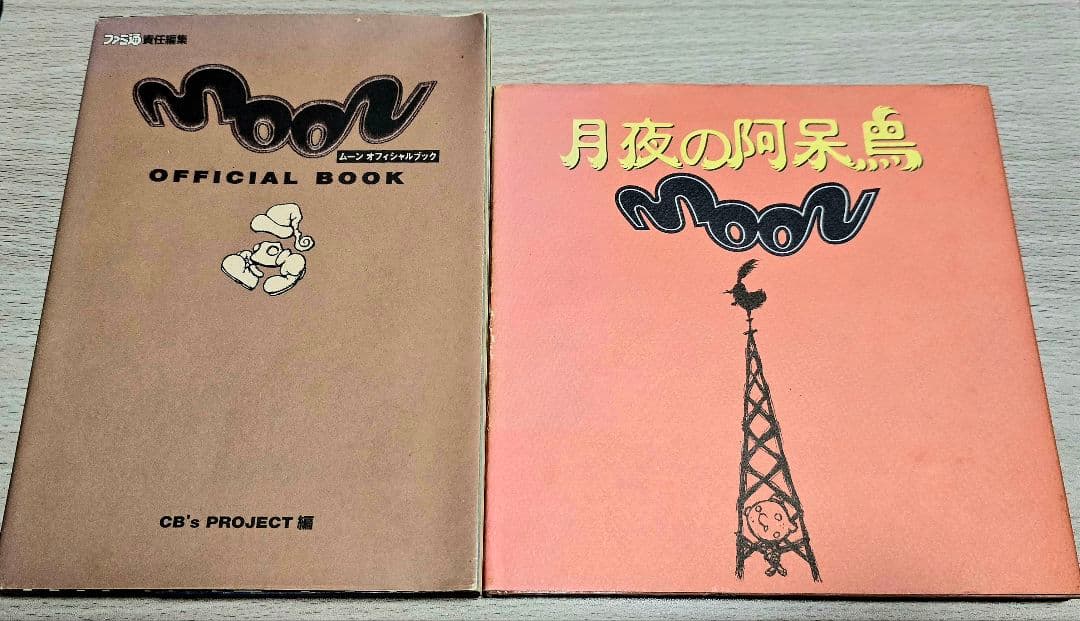 ファミ通責任編集
MOON
ムーン オフィシャルブック
OFFICIAL BOOK
CB's PROJECT 編
月夜の阿呆鳥
MOON